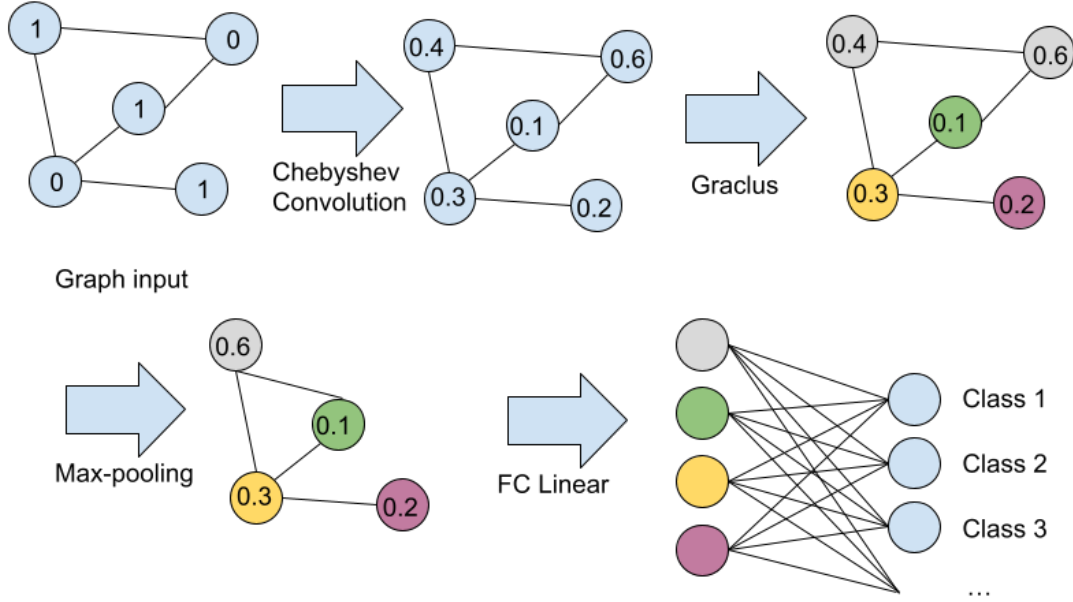 1
0
1
0
1
Chebyshev
Convolution
0.4
0.6
0.1
0.3
0.2
Graclus
0.4
0.6
0.1
0.3
0.2
Graph input
Max-pooling
0.6
0.1
0.3
0.2
FC Linear
Class 1
Class 2
Class 3
...